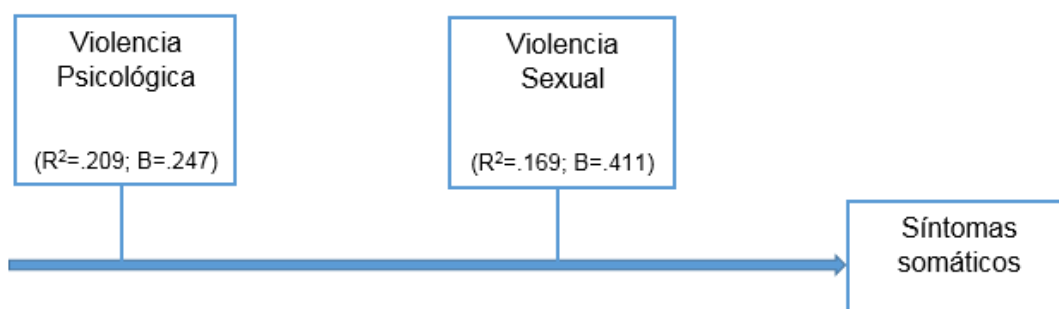 Violencia
Psicológica
(R²=.209; B=.247)
Violencia
Sexual
(R²=.169; B=.411)
Síntomas
somáticos